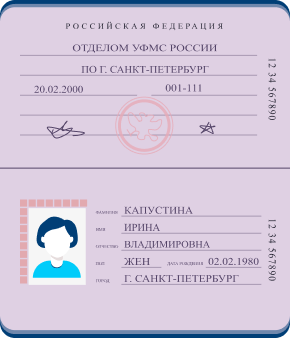 РОССИЙСКАЯ ФЕДЕРАЦИЯ
ОТДЕЛОМ УФМС РОССИИ
ПО Г. САНКТ-ПЕТЕРБУРГ
20.02.2000 001-111
12 34 567890
ФАМИЛИЯ КАПУСТИНА
ИМЯ ИРИНА
ОТЧЕСТВО ВЛАДИМИРОВНА
ПОЛ ЖЕН ДАТА РОЖДЕНИЯ 02.02.1980
ГОРОД Г. САНКТ-ПЕТЕРБУРГ
12 34 567890